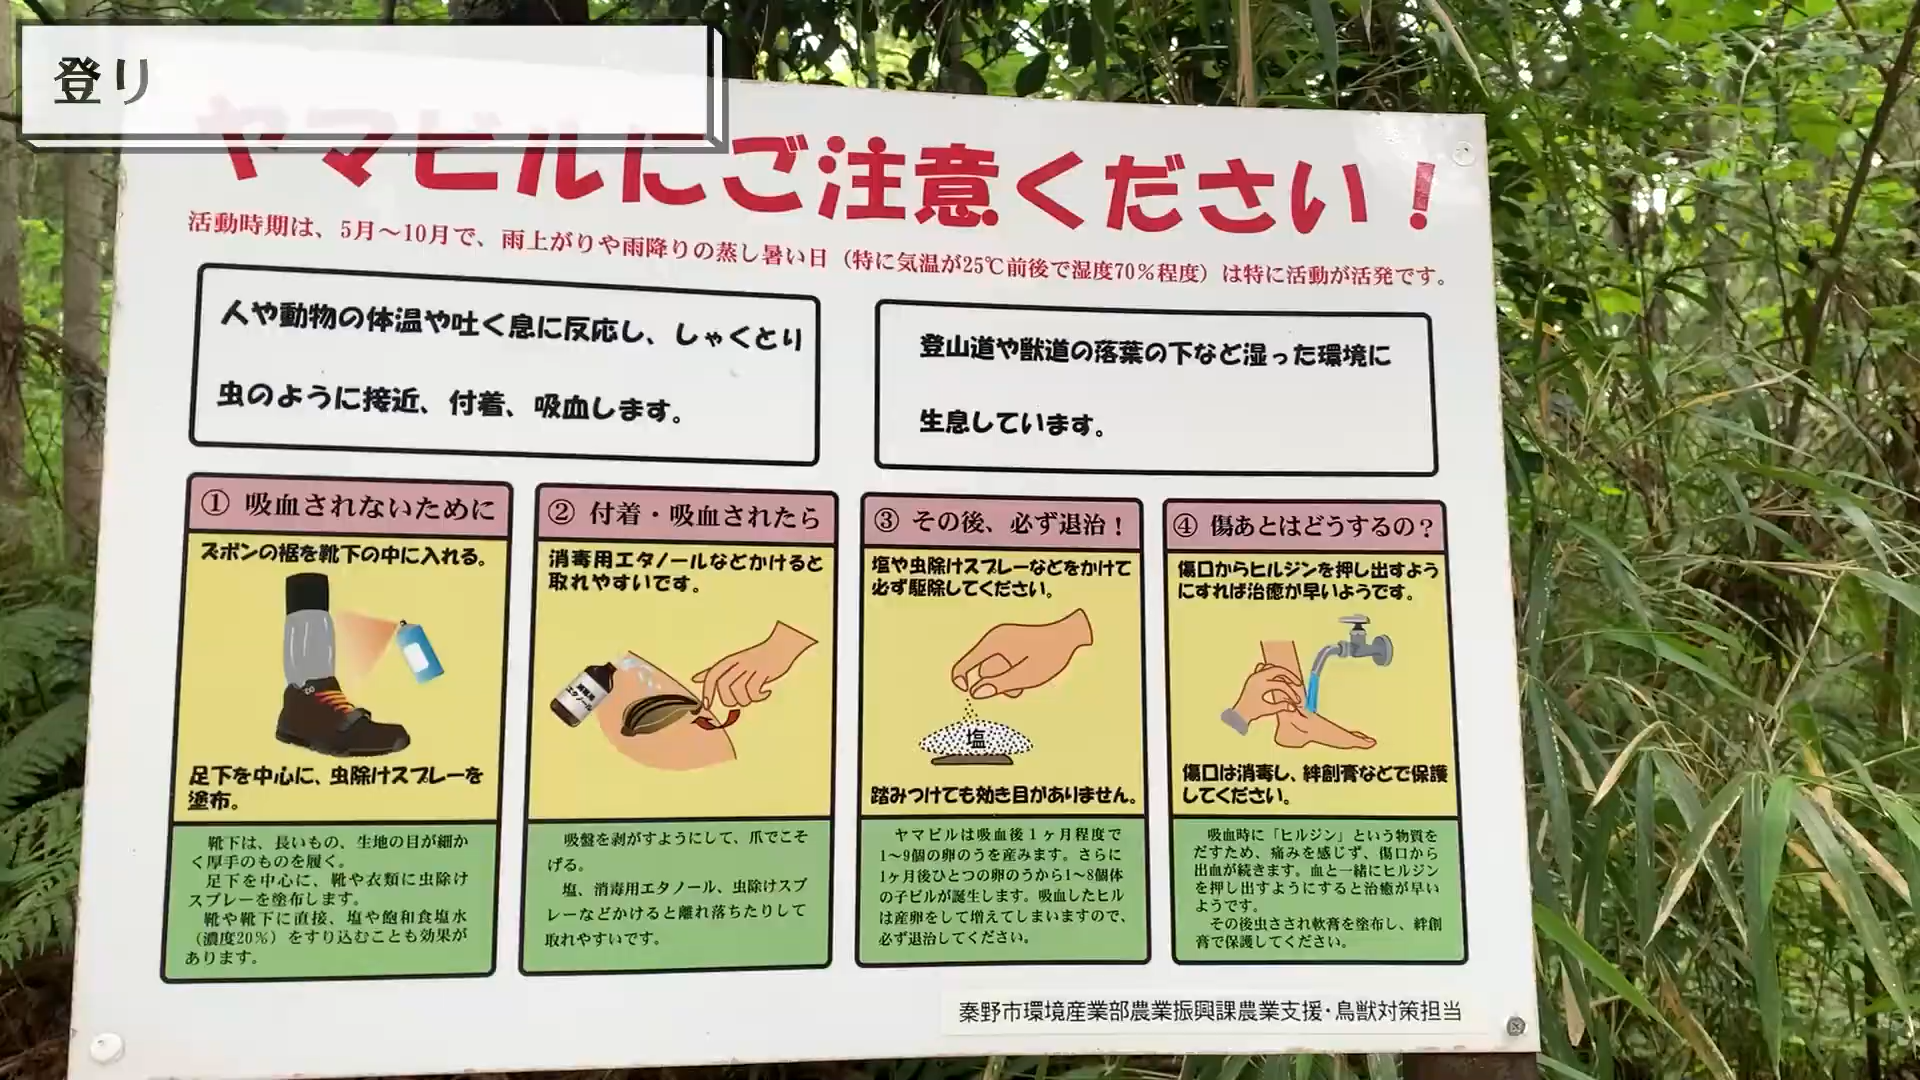 登り
ヤマビルにご注意ください！
活動時期は、5月～10月で、雨上がりや雨降りの蒸し暑い日（特に気温が25℃前後で湿度70％程度）は特に活動が活発です。
人や動物の体温や吐く息に反応し、しゃくとり
虫のように接近、付着、吸血します。
登山道や獣道の落葉の下など湿った環境に
生息しています。
① 吸血されないために
ズボンの裾を靴下の中に入れる。
足下を中心に、虫除けスプレーを
塗布。
靴下は、長いもの、生地の目が細か
く厚手のものを履く。
足下を中心に、靴や衣類に虫除け
スプレーを塗布します。
靴や靴下に直接、塩や飽和食塩水
（濃度20％）をすり込むことも効果が
あります。
② 付着・吸血されたら
消毒用エタノールなどかけると
取れやすいです。
消毒用
エタノール
吸盤を剥がすようにして、爪でこそ
げる。
塩、消毒用エタノール、虫除けスプ
レーなどかけると離れ落ちたりして
取れやすいです。
③ その後、必ず退治！
塩や虫除けスプレーなどをかけて
必ず駆除してください。
塩
踏みつけても効き目がありません。
ヤマビルは吸血後1ヶ月程度で
1～9個の卵のうを産みます。さらに
1ヶ月後ひとつの卵のうから1～8個体
の子ビルが誕生します。吸血したヒル
は産卵をして増えてしまいますので、
必ず退治してください。
④ 傷あとはどうするの？
傷口からヒルジンを押し出すよう
にすれば治癒が早いようです。
傷口は消毒し、絆創膏などで保護
してください。
吸血時に「ヒルジン」という物質を
だすため、痛みを感じず、傷口から
出血が続きます。血と一緒にヒルジン
を押し出すようにすると治癒が早い
ようです。
その後虫さされ軟膏を塗布し、絆創
膏で保護してください。
秦野市環境産業部農業振興課農業支援・鳥獣対策担当